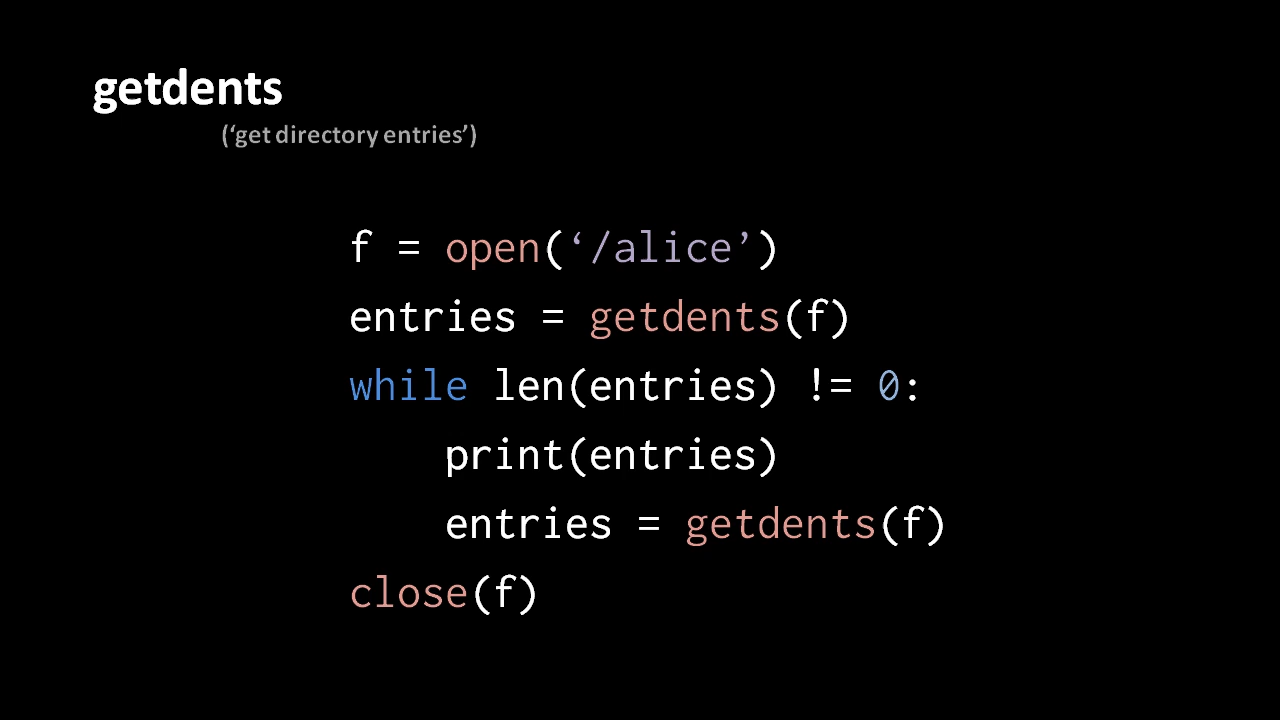 getdents
(‘get directory entries’)
f = open(‘/alice’)
entries = getdents(f)
while len(entries) != 0:
    print(entries)
    entries = getdents(f)
close(f)